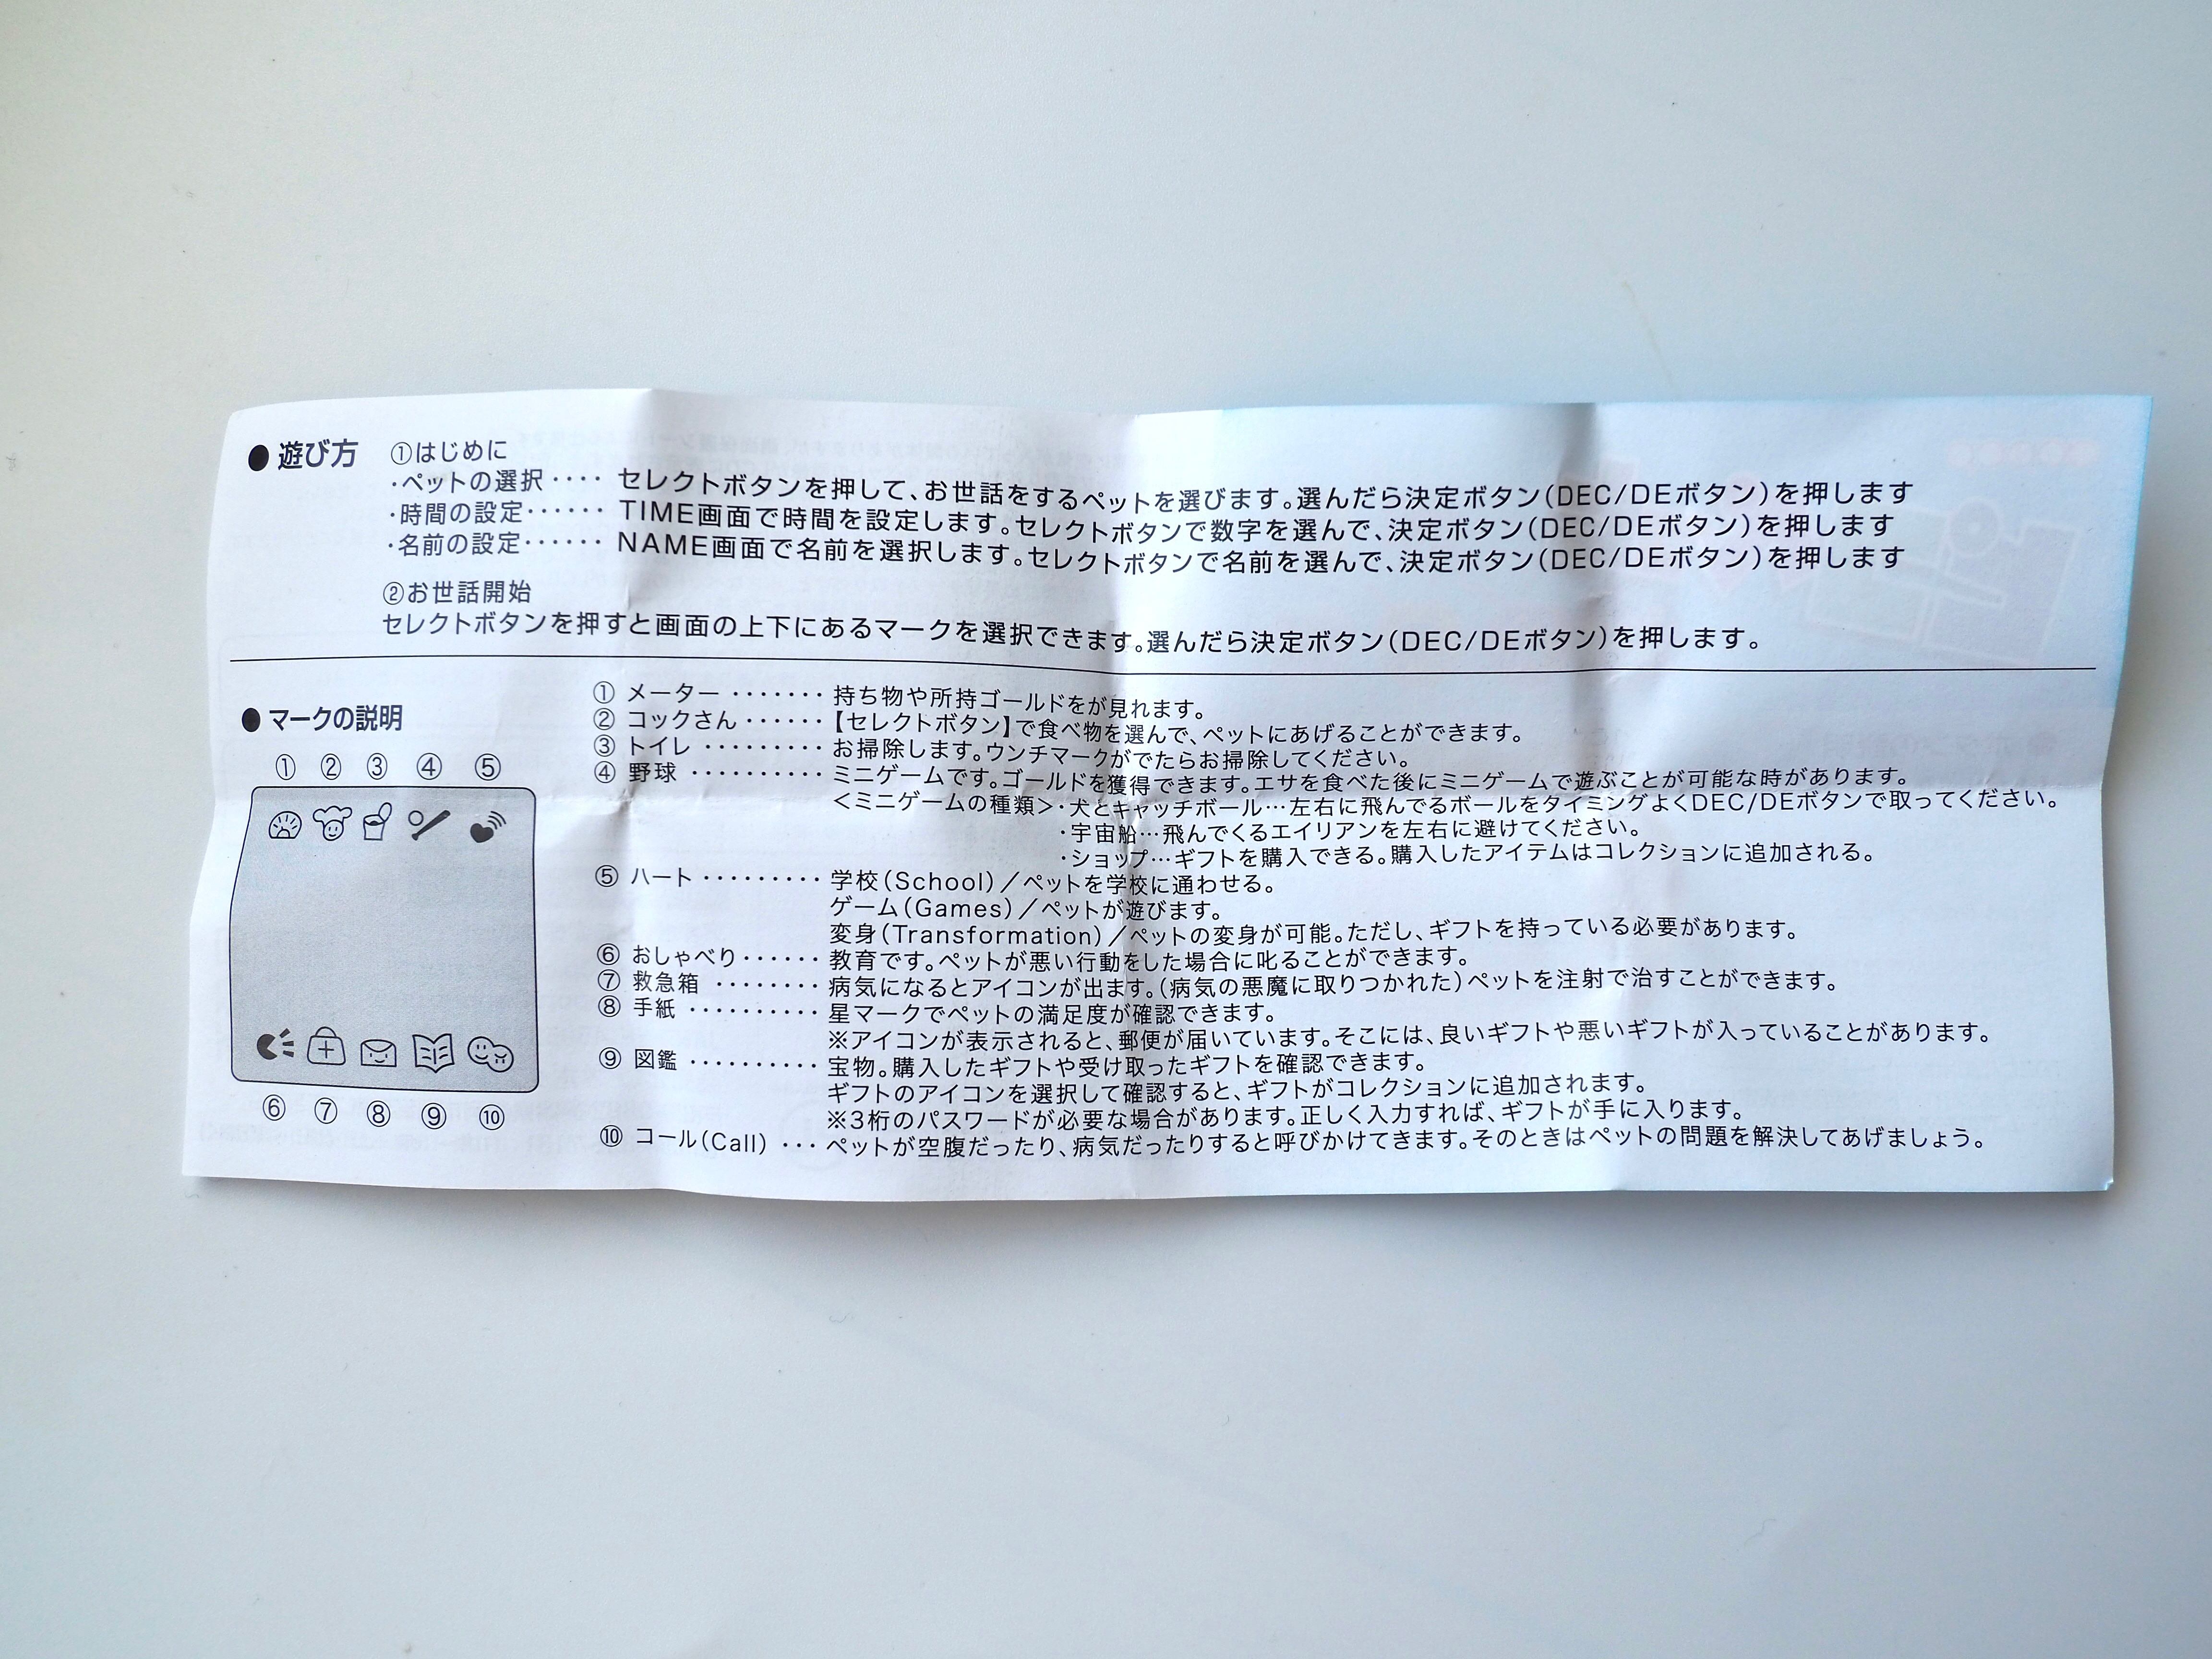 ●遊び方 ①はじめに
・ペットの選択････ セレクトボタンを押して、お世話をするペットを選びます。選んだら決定ボタン(DEC/DEボタン)を押します
・時間の設定･･････ TIME画面で時間を設定します。セレクトボタンで数字を選んで、決定ボタン(DEC/DEボタン)を押します
・名前の設定･･････ NAME画面で名前を選択します。セレクトボタンで名前を選んで、決定ボタン(DEC/DEボタン)を押します
②お世話開始
セレクトボタンを押すと画面の上下にあるマークを選択できます。選んだら決定ボタン(DEC/DEボタン)を押します。
●マークの説明
① ② ③ ④ ⑤
⑥ ⑦ ⑧ ⑨ ⑩
① メーター ･･･････ 持ち物や所持ゴールドをが見れます。
② コックさん ･･････【セレクトボタン】で食べ物を選んで、ペットにあげることができます。
③ トイレ ･････････ お掃除します。ウンチマークがでたらお掃除してください。
④ 野球 ･･････････ ミニゲームです。ゴールドを獲得できます。エサを食べた後にミニゲームで遊ぶことが可能な時があります。
＜ミニゲームの種類＞・犬とキャッチボール…左右に飛んでるボールをタイミングよくDEC/DEボタンで取ってください。
・宇宙船…飛んでくるエイリアンを左右に避けてください。
・ショップ…ギフトを購入できる。購入したアイテムはコレクションに追加される。
⑤ ハート ･････････ 学校(School)／ペットを学校に通わせる。
ゲーム(Games)／ペットが遊びます。
変身(Transformation)／ペットの変身が可能。ただし、ギフトを持っている必要があります。
⑥ おしゃべり･･････ 教育です。ペットが悪い行動をした場合に叱ることができます。
⑦ 救急箱 ････････ 病気になるとアイコンが出ます。(病気の悪魔に取りつかれた)ペットを注射で治すことができます。
⑧ 手紙 ･･････････ 星マークでペットの満足度が確認できます。
※アイコンが表示されると、郵便が届いています。そこには、良いギフトや悪いギフトが入っていることがあります。
⑨ 図鑑 ･･････････ 宝物。購入したギフトや受け取ったギフトを確認できます。
ギフトのアイコンを選択して確認すると、ギフトがコレクションに追加されます。
※3桁のパスワードが必要な場合があります。正しく入力すれば、ギフトが手に入ります。
⑩ コール(Call) ･･･ ペットが空腹だったり、病気だったりすると呼びかけてきます。そのときはペットの問題を解決してあげましょう。